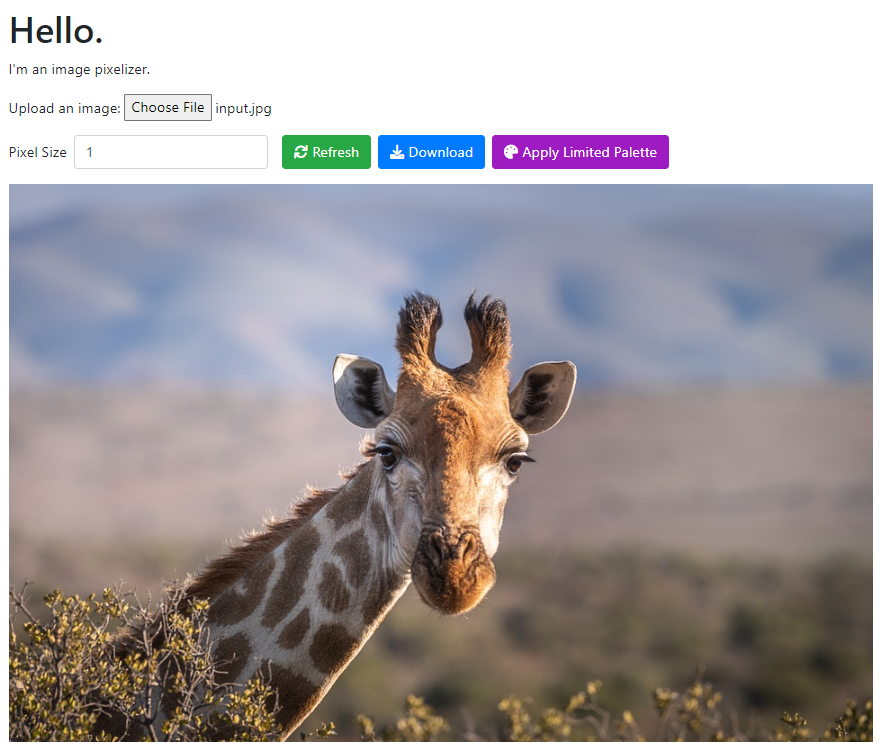 Hello.
I'm an image pixelizer.
Upload an image: Choose File input.jpg
Pixel Size 1 Refresh Download Apply Limited Palette